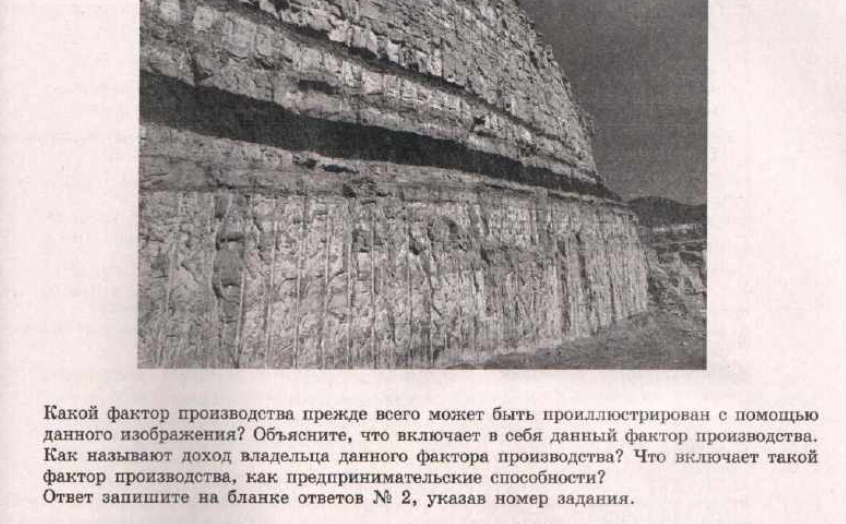 Какой фактор производства прежде всего может быть проиллюстрирован с помощью
данного изображения? Объясните, что включает в себя данный фактор производства.
Как называют доход владельца данного фактора производства? Что включает такой
фактор производства, как предпринимательские способности?
Ответ запишите на бланке ответов № 2, указав номер задания.